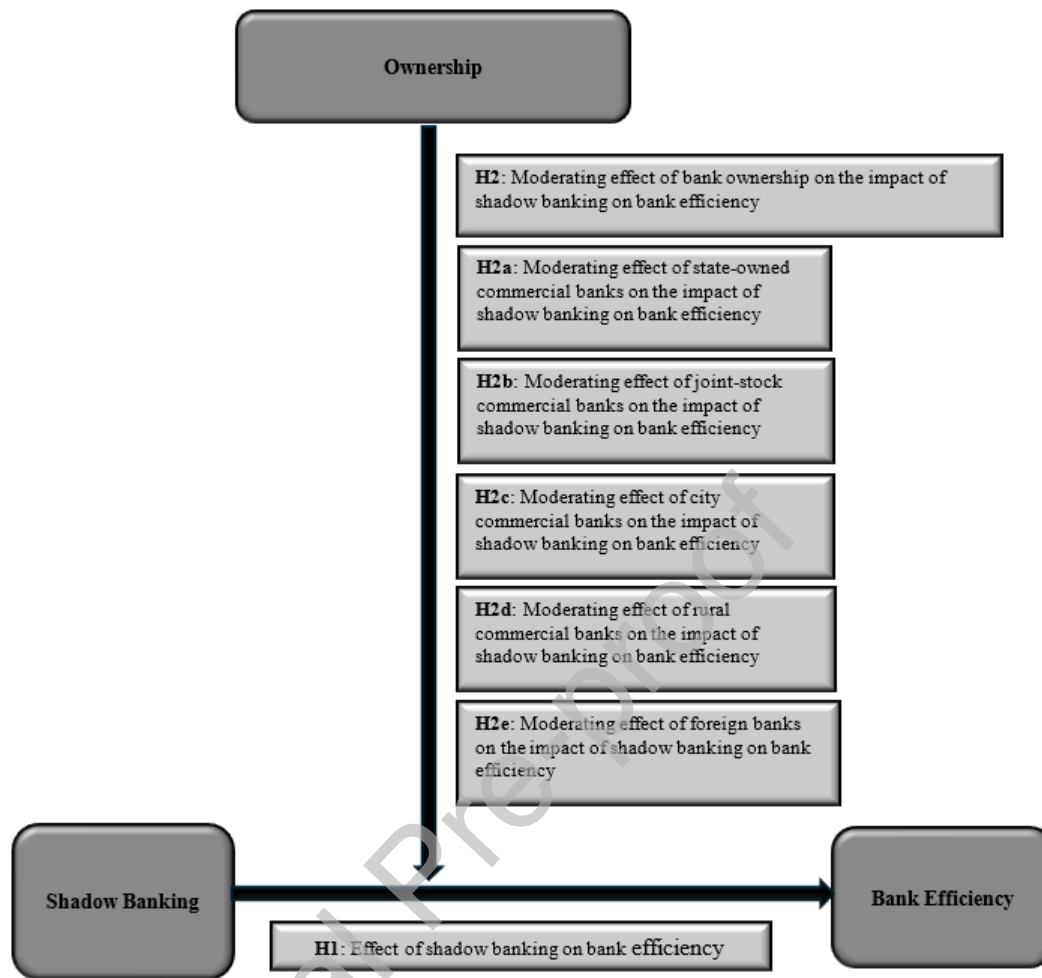 Ownership
H2: Moderating effect of bank ownership on the impact of
shadow banking on bank efficiency
H2a: Moderating effect of state-owned
commercial banks on the impact of
shadow banking on bank efficiency
H2b: Moderating effect of joint-stock
commercial banks on the impact of
shadow banking on bank efficiency
H2c: Moderating effect of city
commercial banks on the impact of
shadow banking on bank efficiency
H2d: Moderating effect of rural
commercial banks on the impact of
shadow banking on bank efficiency
H2e: Moderating effect of foreign banks
on the impact of shadow banking on bank
efficiency
Shadow Banking
Bank Efficiency
H1: Effect of shadow banking on bank efficiency
al Pre-proof